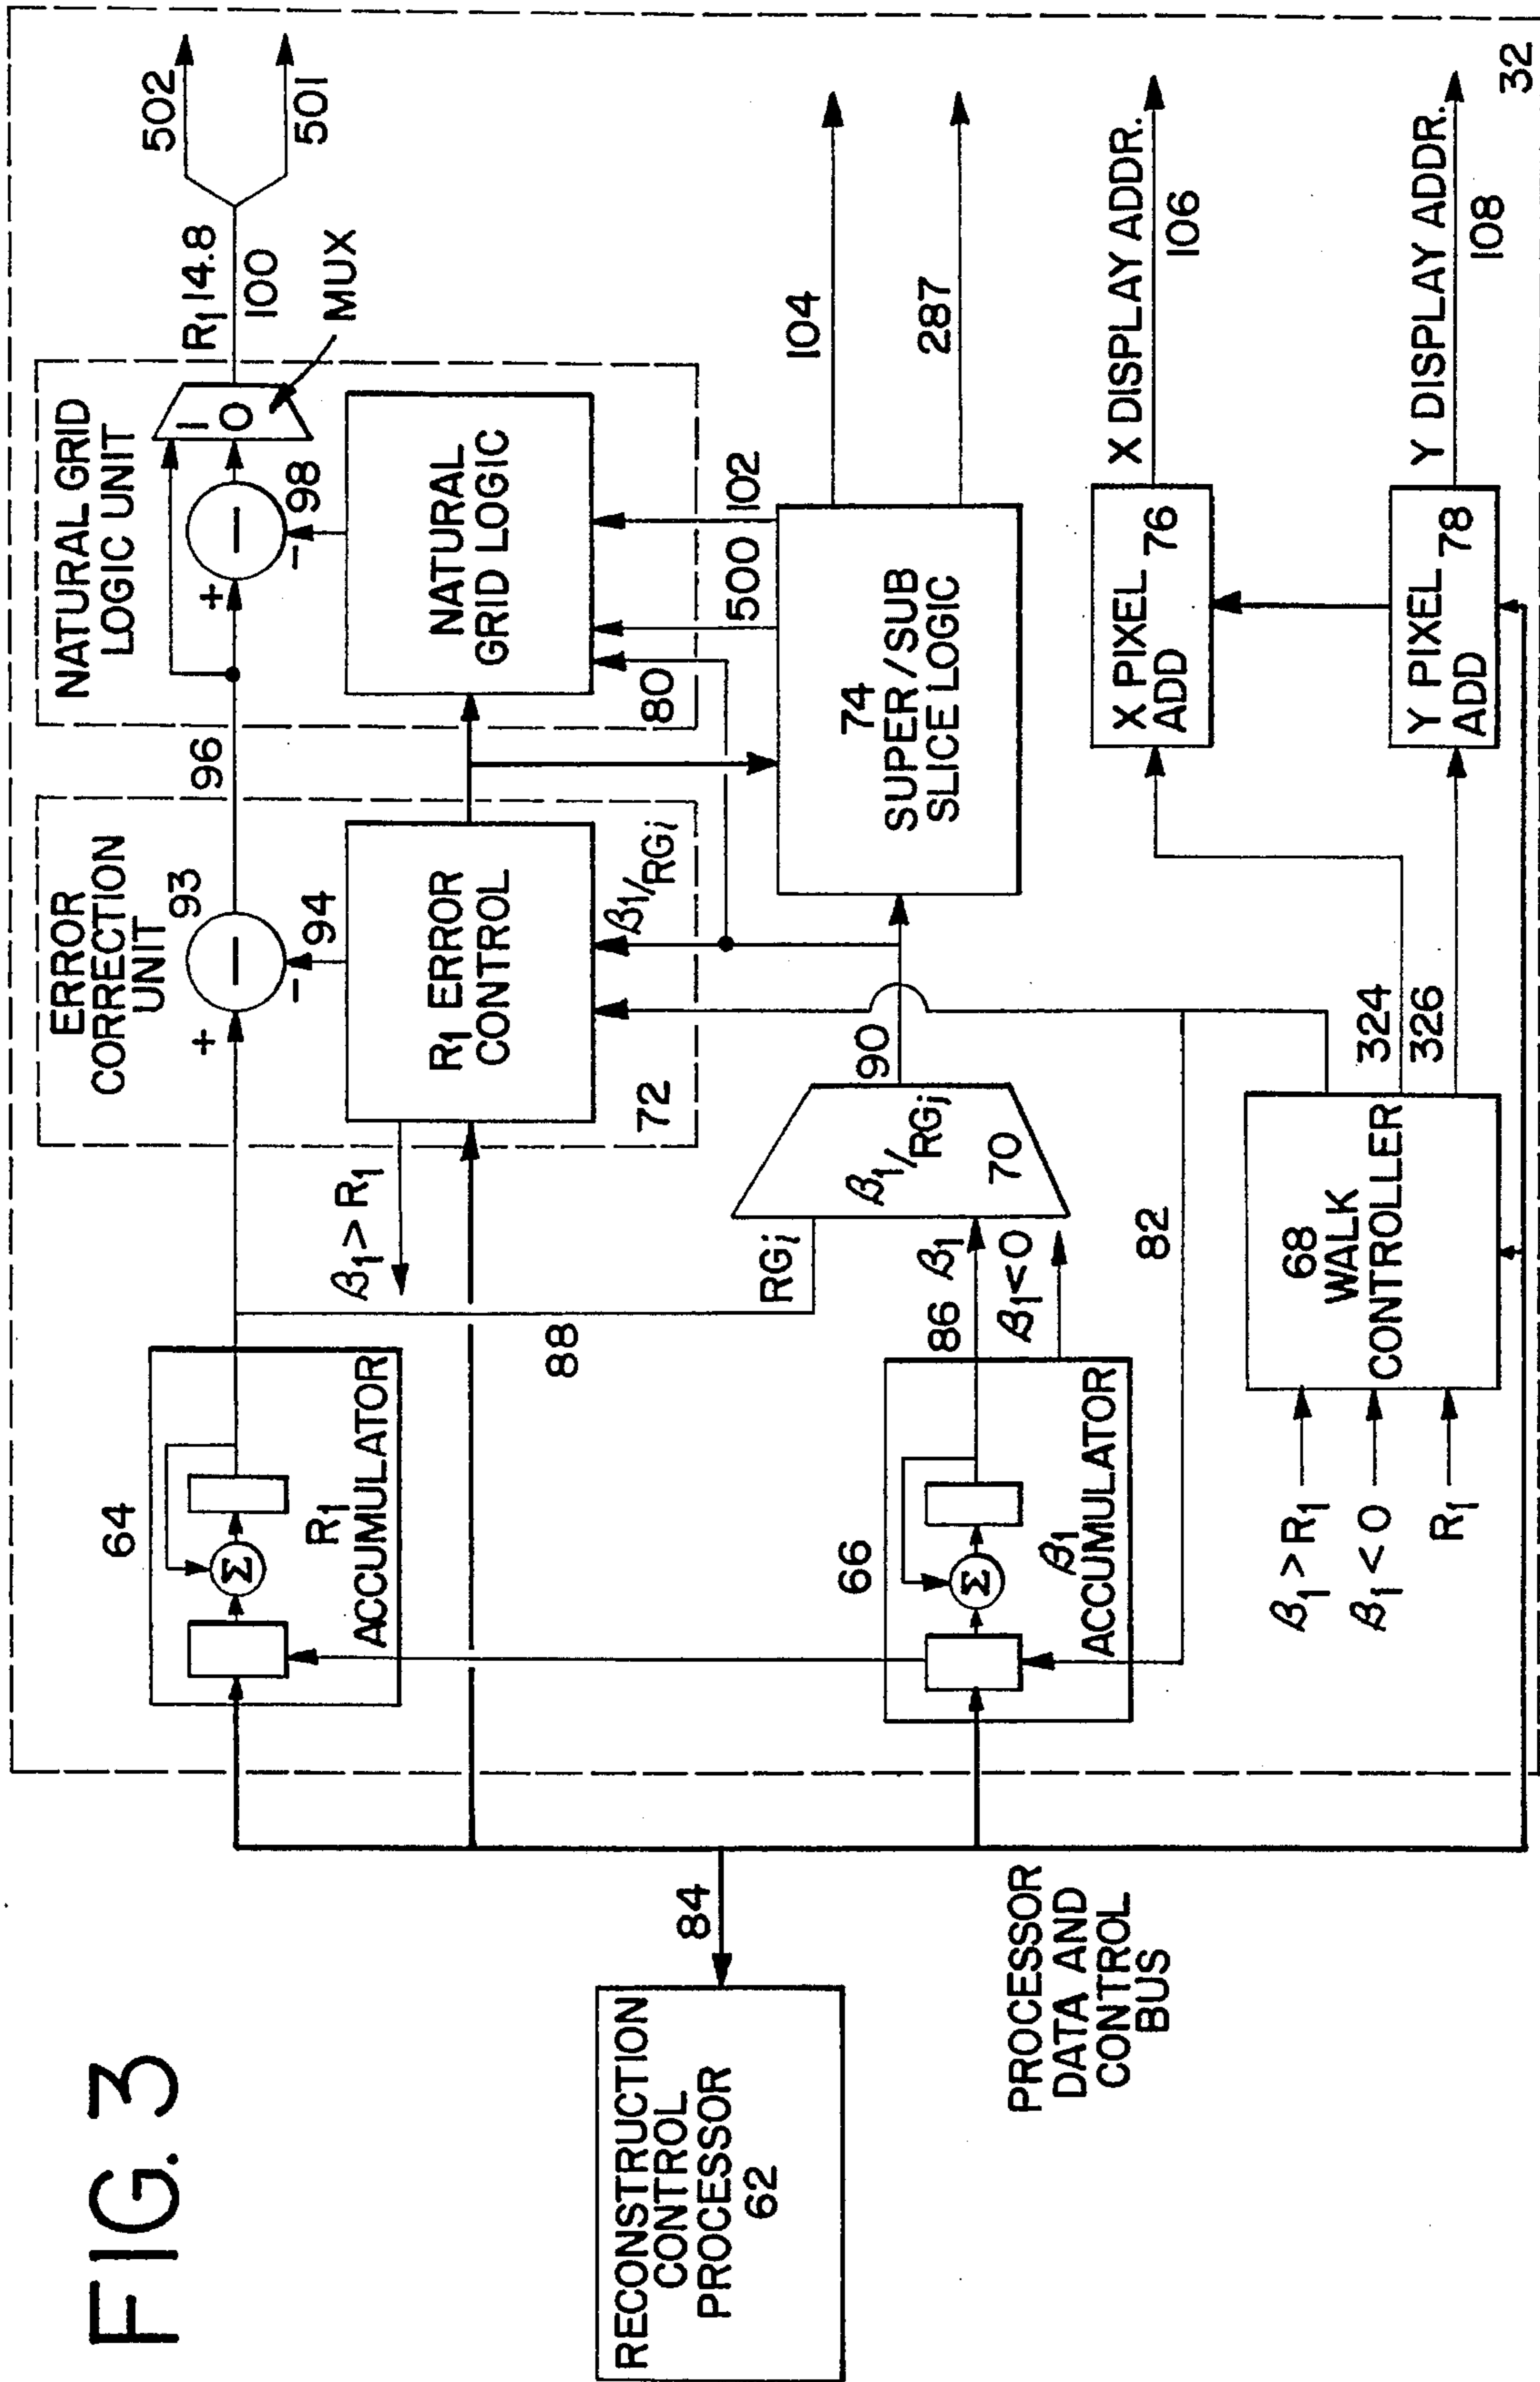 FIG. 3
RECONSTRUCTION
CONTROL
PROCESSOR
62
84
PROCESSOR
DATA AND
CONTROL
BUS
64
R1
ACCUMULATOR
Σ
88
66
β1
ACCUMULATOR
Σ
86 β1
β1<0
82
β1>R1
β1<0
R1
68
WALK
CONTROLLER
324
326
RGi
β1/RGi
70
90
ERROR
CORRECTION
UNIT
93
+
−
−
94
R1 ERROR
CONTROL
72
β1>R1
β1/RGi
96
NATURAL GRID
LOGIC UNIT
+
−
−
98
1
0
MUX
NATURAL
GRID LOGIC
80
500
102
R1 14.8
100
502
501
74
SUPER/SUB
SLICE LOGIC
104
287
X PIXEL
ADD 76
X DISPLAY ADDR.
106
Y PIXEL
ADD 78
Y DISPLAY ADDR.
108
32